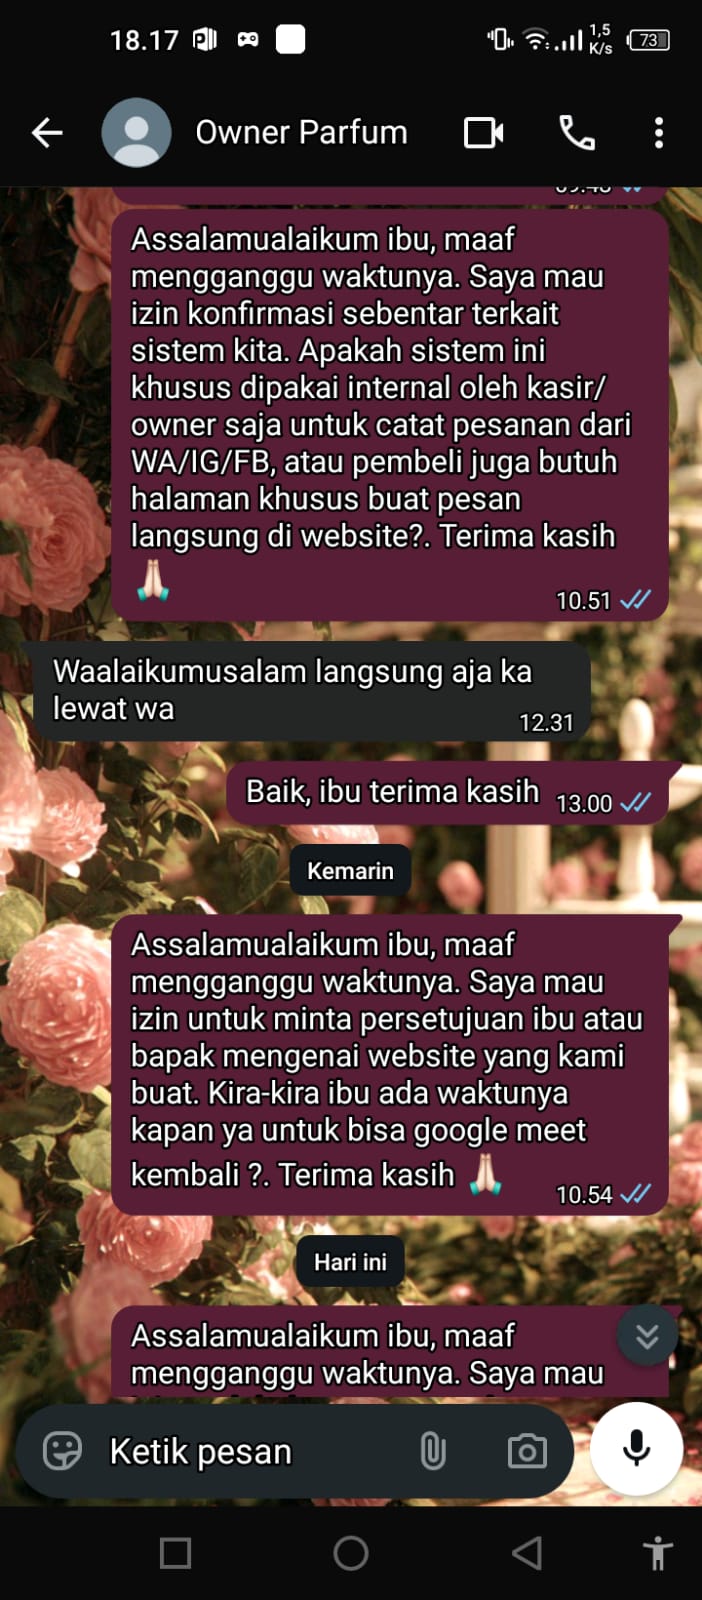 18.17
1,5
K/s
73
Owner Parfum
Assalamualaikum ibu, maaf
mengganggu waktunya. Saya mau
izin konfirmasi sebentar terkait
sistem kita. Apakah sistem ini
khusus dipakai internal oleh kasir/
owner saja untuk catat pesanan dari
WA/IG/FB, atau pembeli juga butuh
halaman khusus buat pesan
langsung di website?. Terima kasih
🙏🏻
10.51
Waalaikumusalam langsung aja ka
lewat wa
12.31
Baik, ibu terima kasih 13.00
Kemarin
Assalamualaikum ibu, maaf
mengganggu waktunya. Saya mau
izin untuk minta persetujuan ibu atau
bapak mengenai website yang kami
buat. Kira-kira ibu ada waktunya
kapan ya untuk bisa google meet
kembali ?. Terima kasih 🙏🏻
10.54
Hari ini
Assalamualaikum ibu, maaf
mengganggu waktunya. Saya mau
Ketik pesan